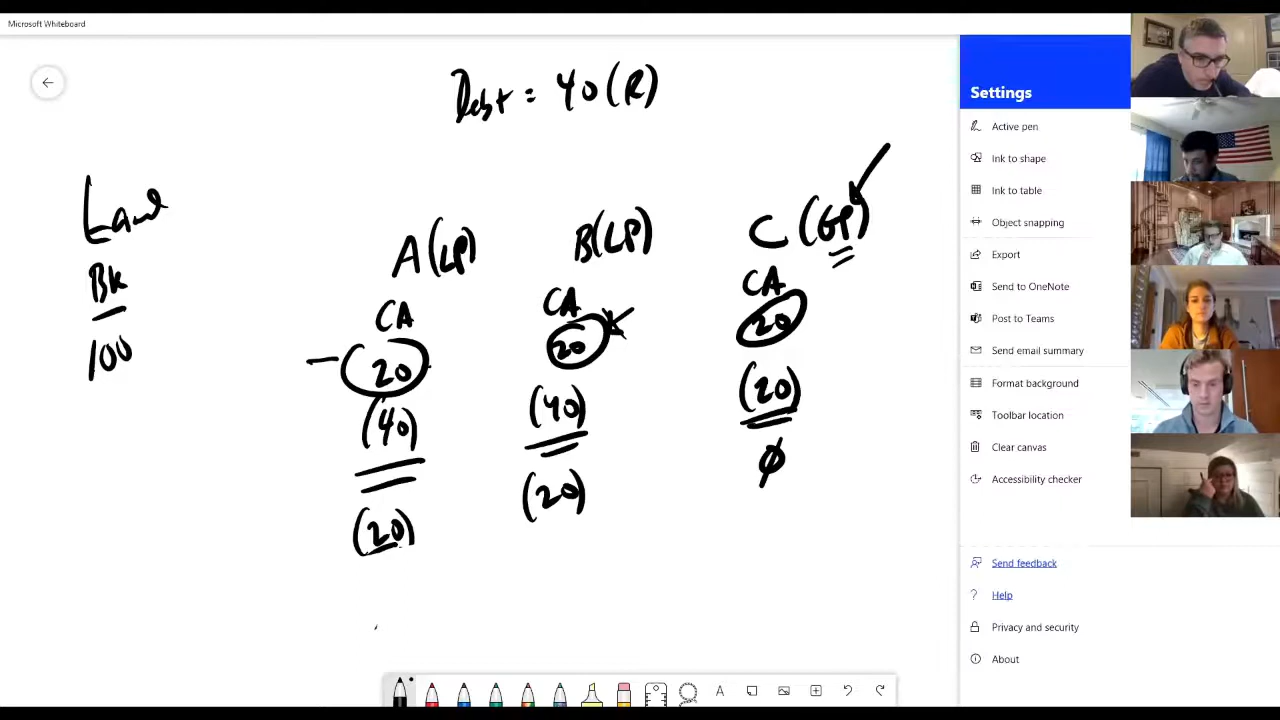 Microsoft Whiteboard
Debt = 40 (R)
Land
BK
100
A (LP)
CA
20
(40)
(20)
B (LP)
CA
20
(40)
(20)
C (GP)
CA
20
(20)
Ø
Settings
Active pen
Ink to shape
Ink to table
Object snapping
Export
Send to OneNote
Post to Teams
Send email summary
Format background
Toolbar location
Clear canvas
Accessibility checker
Send feedback
Help
Privacy and security
About